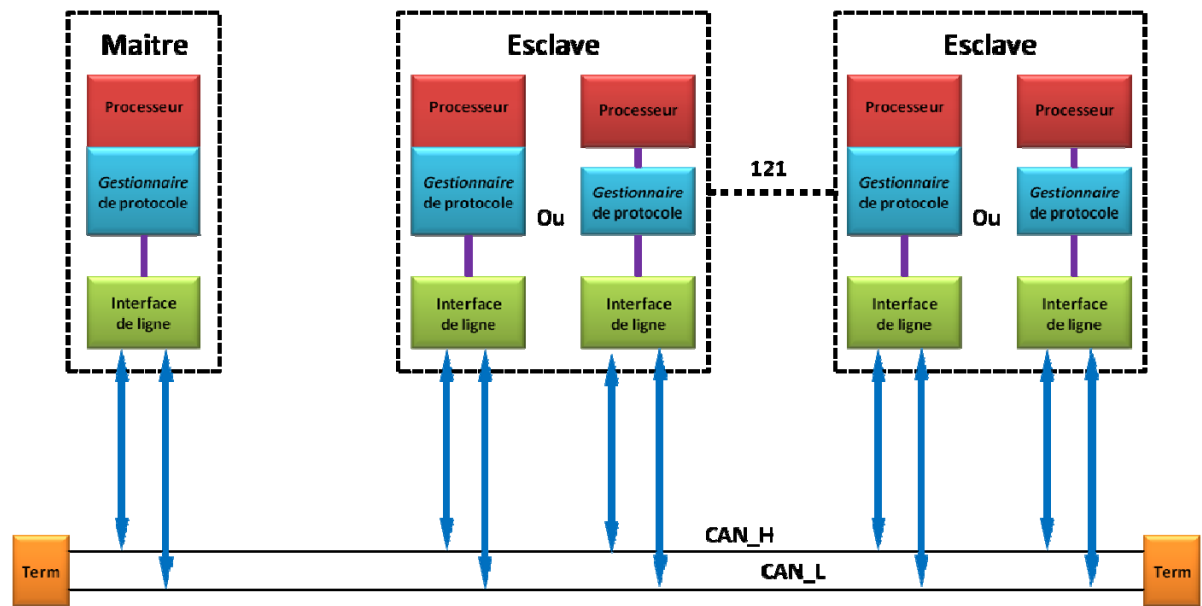 Maitre
Processeur
Gestionnaire
de protocole
Interface
de ligne
Esclave
Processeur
Gestionnaire
de protocole
Interface
de ligne
Ou
Processeur
Gestionnaire
de protocole
Interface
de ligne
121
Esclave
Processeur
Gestionnaire
de protocole
Interface
de ligne
Ou
Processeur
Gestionnaire
de protocole
Interface
de ligne
CAN_H
CAN_L
Term
Term